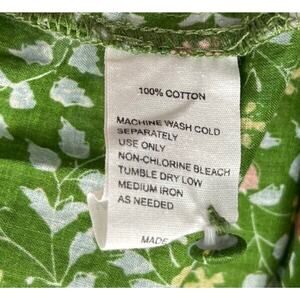 100% COTTON
MACHINE WASH COLD
SEPARATELY
USE ONLY
NON-CHLORINE BLEACH
TUMBLE DRY LOW
MEDIUM IRON
AS NEEDED
MADE